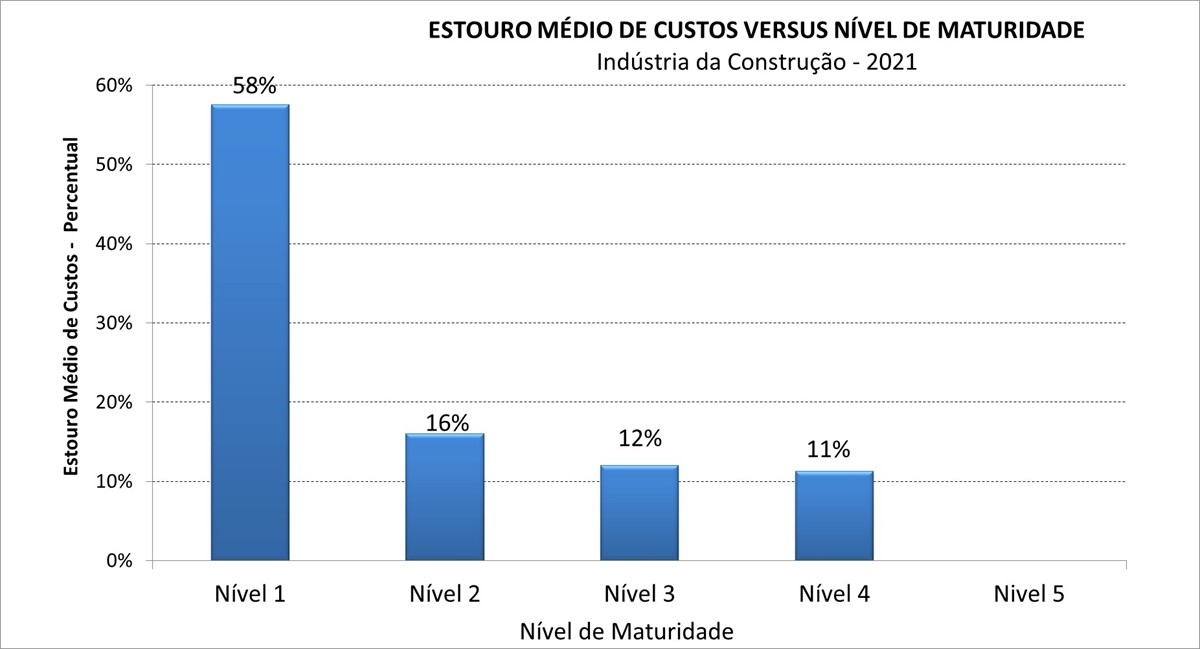 ESTOURO MÉDIO DE CUSTOS VERSUS NÍVEL DE MATURIDADE
Indústria da Construção - 2021
Estouro Médio de Custos - Percentual
60%
50%
40%
30%
20%
10%
0%
58%
16%
12%
11%
Nível 1
Nível 2
Nível 3
Nível 4
Nivel 5
Nível de Maturidade